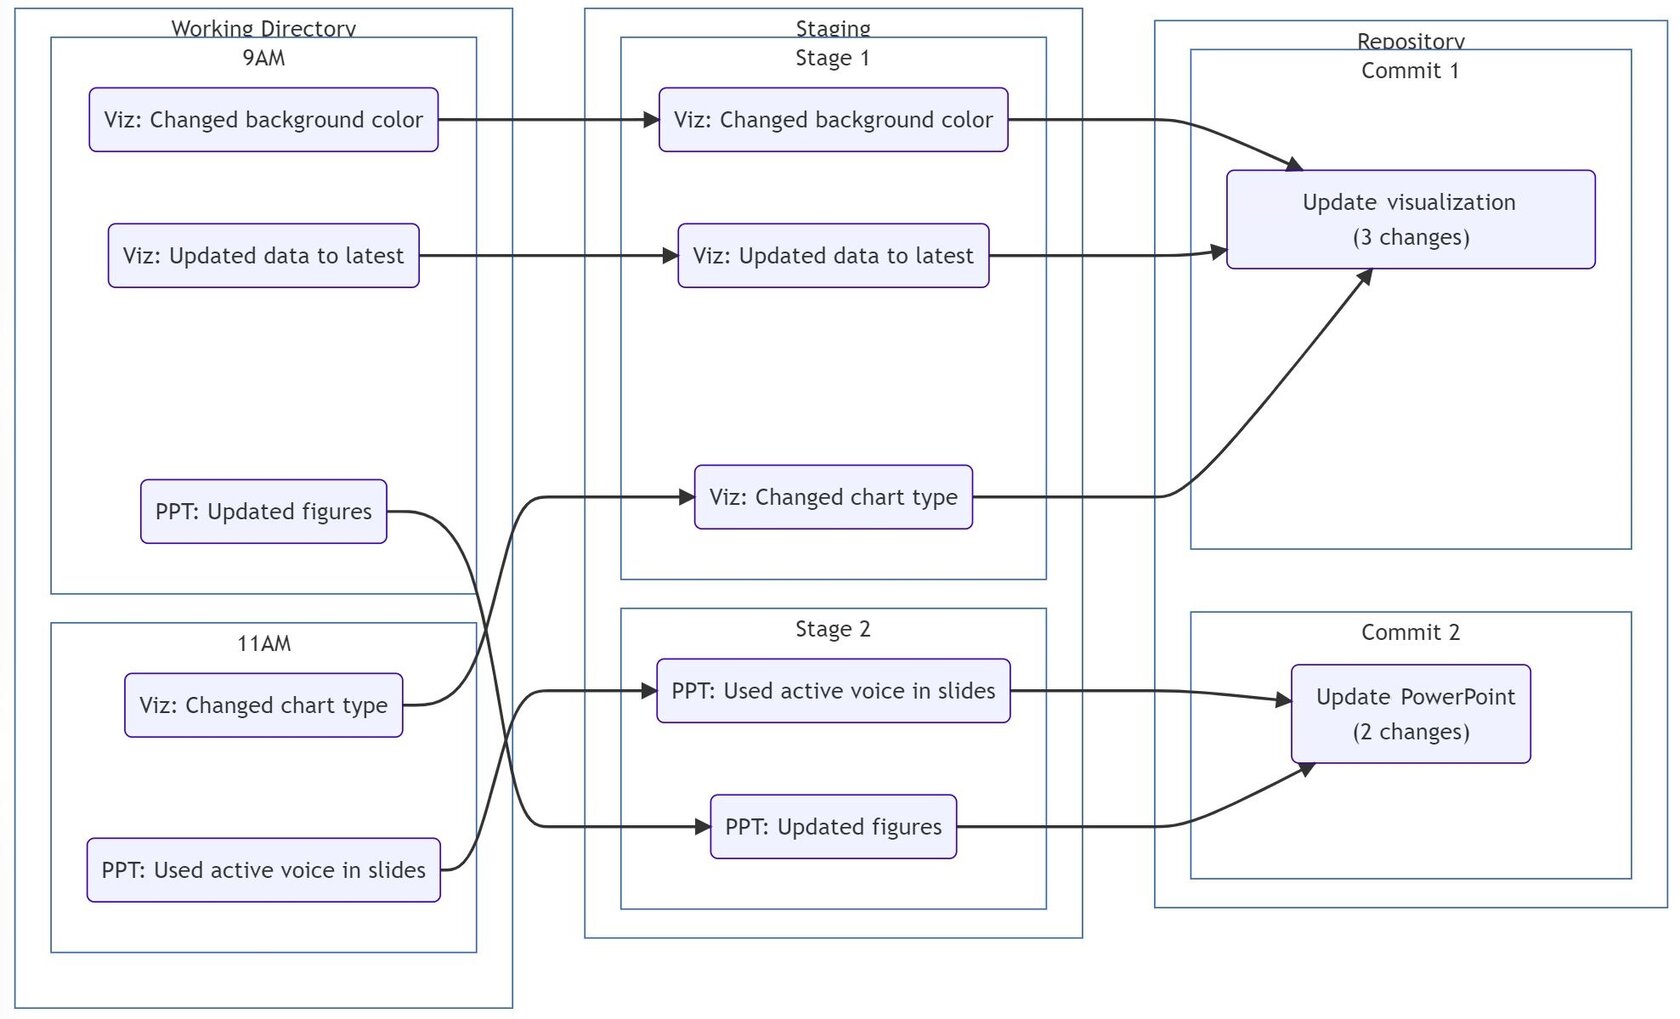 Working Directory
9AM
Viz: Changed background color
Viz: Updated data to latest
PPT: Updated figures
11AM
Viz: Changed chart type
PPT: Used active voice in slides
Staging
Stage 1
Viz: Changed background color
Viz: Updated data to latest
Viz: Changed chart type
Stage 2
PPT: Used active voice in slides
PPT: Updated figures
Repository
Commit 1
Update visualization
(3 changes)
Commit 2
Update PowerPoint
(2 changes)